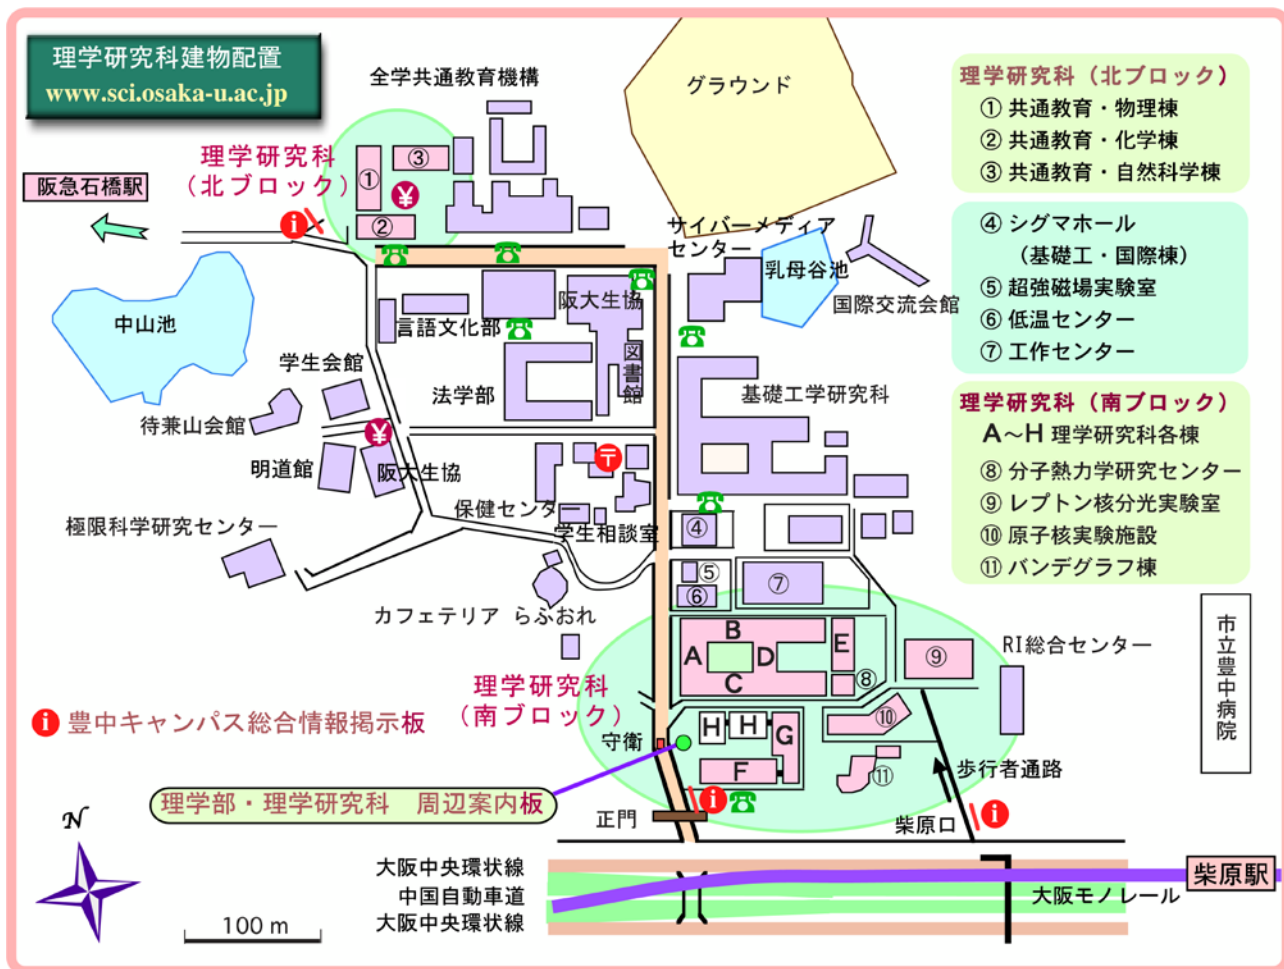 理学研究科建物配置
www.sci.osaka-u.ac.jp
全学共通教育機構
グラウンド
理学研究科
（北ブロック）
①
②
③
¥
i
阪急石橋駅
サイバーメディア
センター
乳母谷池
国際交流会館
中山池
言語文化部
阪大生協
図書館
学生会館
法学部
基礎工学研究科
待兼山会館
¥
明道館
阪大生協
〒
保健センター
学生相談室
極限科学研究センター
④
⑤
⑥
⑦
カフェテリア らふおれ
A
B
C
D
E
⑧
⑨
RI総合センター
理学研究科
（南ブロック）
守衛
H
H
G
F
⑩
⑪
歩行者通路
i
豊中キャンパス総合情報掲示板
理学部・理学研究科　周辺案内板
正門
i
柴原口
i
N
大阪中央環状線
中国自動車道
大阪中央環状線
大阪モノレール
柴原駅
100 m
市立豊中病院
理学研究科（北ブロック）
① 共通教育・物理棟
② 共通教育・化学棟
③ 共通教育・自然科学棟
④ シグマホール
（基礎工・国際棟）
⑤ 超強磁場実験室
⑥ 低温センター
⑦ 工作センター
理学研究科（南ブロック）
A～H 理学研究科各棟
⑧ 分子熱力学研究センター
⑨ レプトン核分光実験室
⑩ 原子核実験施設
⑪ バンデグラフ棟